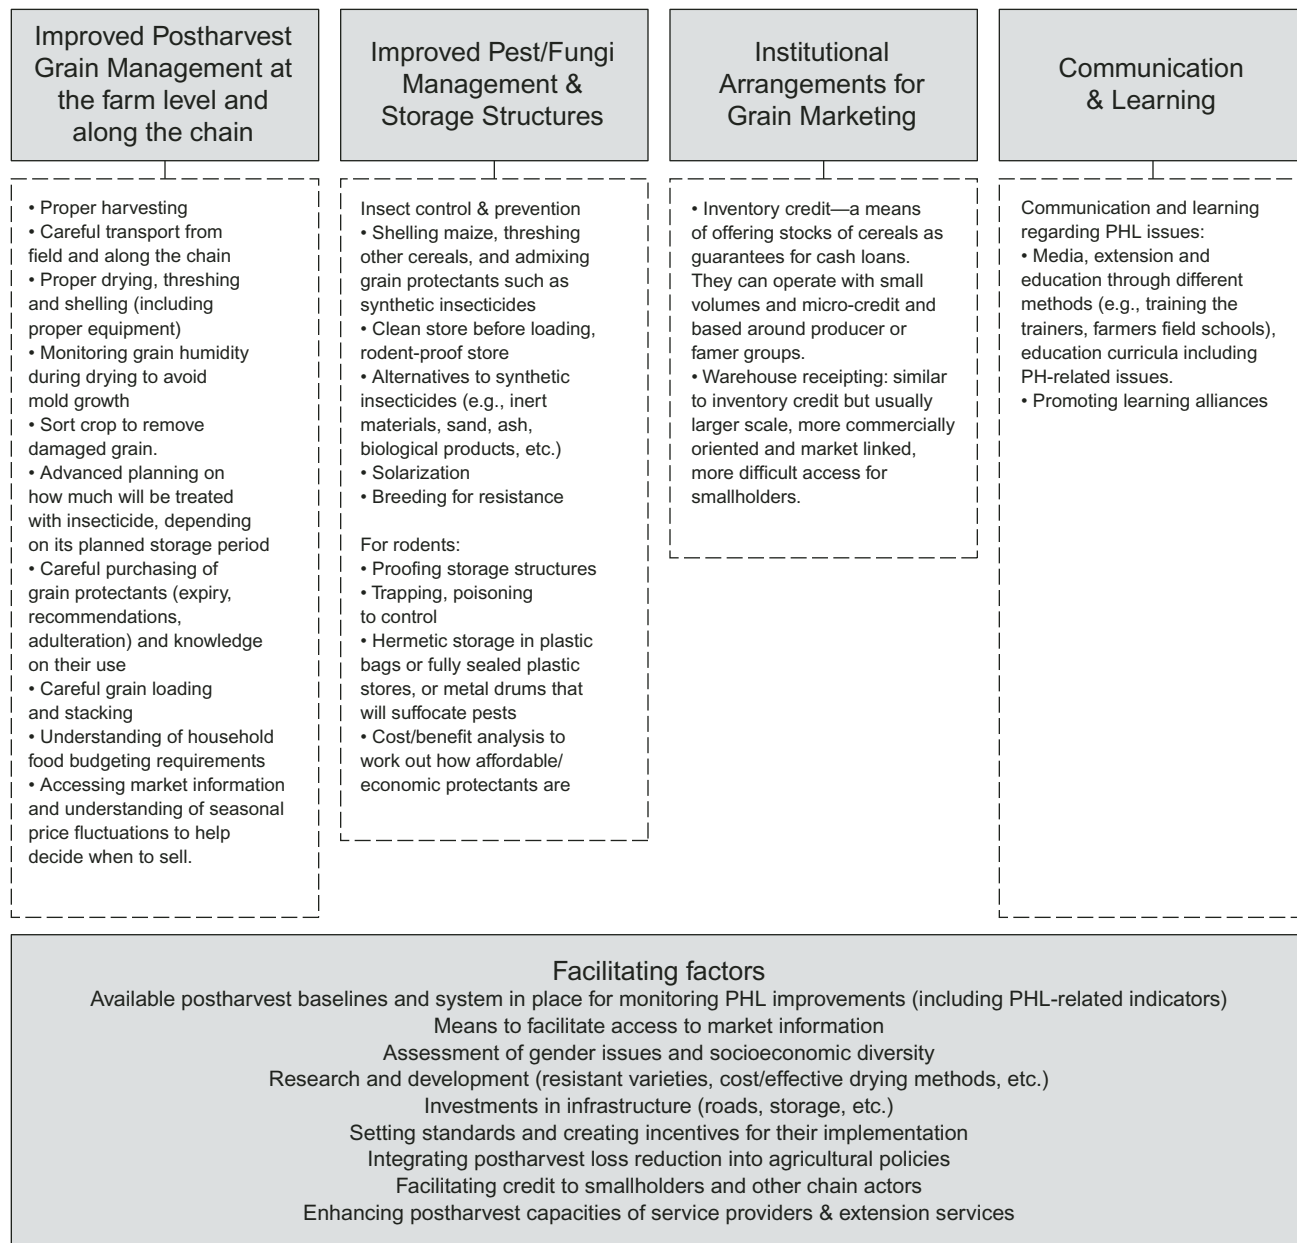 Improved Postharvest
Grain Management at
the farm level and
along the chain
• Proper harvesting
• Careful transport from
field and along the chain
• Proper drying, threshing
and shelling (including
proper equipment)
• Monitoring grain humidity
during drying to avoid
mold growth
• Sort crop to remove
damaged grain.
• Advanced planning on
how much will be treated
with insecticide, depending
on its planned storage period
• Careful purchasing of
grain protectants (expiry,
recommendations,
adulteration) and knowledge
on their use
• Careful grain loading
and stacking
• Understanding of household
food budgeting requirements
• Accessing market information
and understanding of seasonal
price fluctuations to help
decide when to sell.
Improved Pest/Fungi
Management &
Storage Structures
Insect control & prevention
• Shelling maize, threshing
other cereals, and admixing
grain protectants such as
synthetic insecticides
• Clean store before loading,
rodent-proof store
• Alternatives to synthetic
insecticides (e.g., inert
materials, sand, ash,
biological products, etc.)
• Solarization
• Breeding for resistance
For rodents:
• Proofing storage structures
• Trapping, poisoning
to control
• Hermetic storage in plastic
bags or fully sealed plastic
stores, or metal drums that
will suffocate pests
• Cost/benefit analysis to
work out how affordable/
economic protectants are
Institutional
Arrangements for
Grain Marketing
• Inventory credit—a means
of offering stocks of cereals as
guarantees for cash loans.
They can operate with small
volumes and micro-credit and
based around producer or
famer groups.
• Warehouse receipting: similar
to inventory credit but usually
larger scale, more commercially
oriented and market linked,
more difficult access for
smallholders.
Communication
& Learning
Communication and learning
regarding PHL issues:
• Media, extension and
education through different
methods (e.g., training the
trainers, farmers field schools),
education curricula including
PH-related issues.
• Promoting learning alliances
Facilitating factors
Available postharvest baselines and system in place for monitoring PHL improvements (including PHL-related indicators)
Means to facilitate access to market information
Assessment of gender issues and socioeconomic diversity
Research and development (resistant varieties, cost/effective drying methods, etc.)
Investments in infrastructure (roads, storage, etc.)
Setting standards and creating incentives for their implementation
Integrating postharvest loss reduction into agricultural policies
Facilitating credit to smallholders and other chain actors
Enhancing postharvest capacities of service providers & extension services